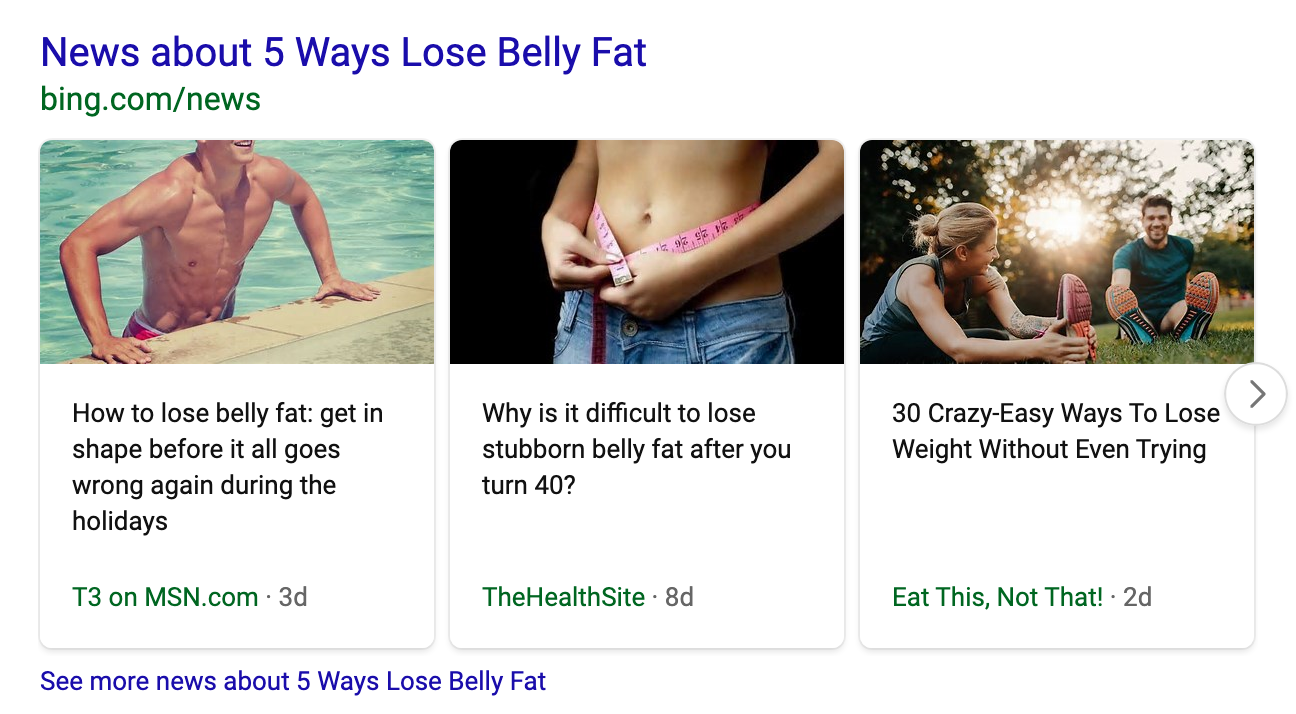 News about 5 Ways Lose Belly Fat
bing.com/news
How to lose belly fat: get in
shape before it all goes
wrong again during the
holidays
T3 on MSN.com · 3d
Why is it difficult to lose
stubborn belly fat after you
turn 40?
TheHealthSite · 8d
30 Crazy-Easy Ways To Lose
Weight Without Even Trying
Eat This, Not That! · 2d
See more news about 5 Ways Lose Belly Fat